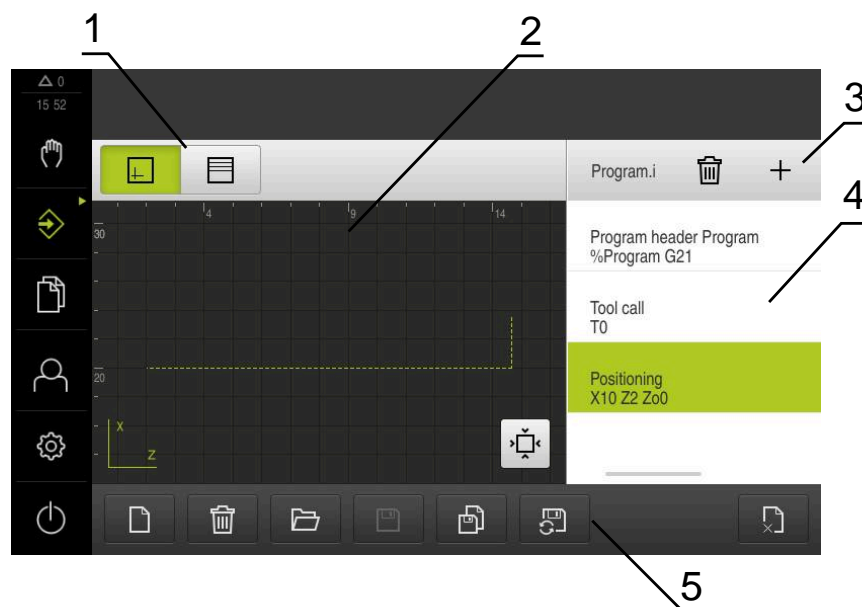 1
2
3
4
5
0
15 52
Program.i
4
9
14
30
20
X
Z
Program header Program
%Program G21
Tool call
T0
Positioning
X10 Z2 Zo0